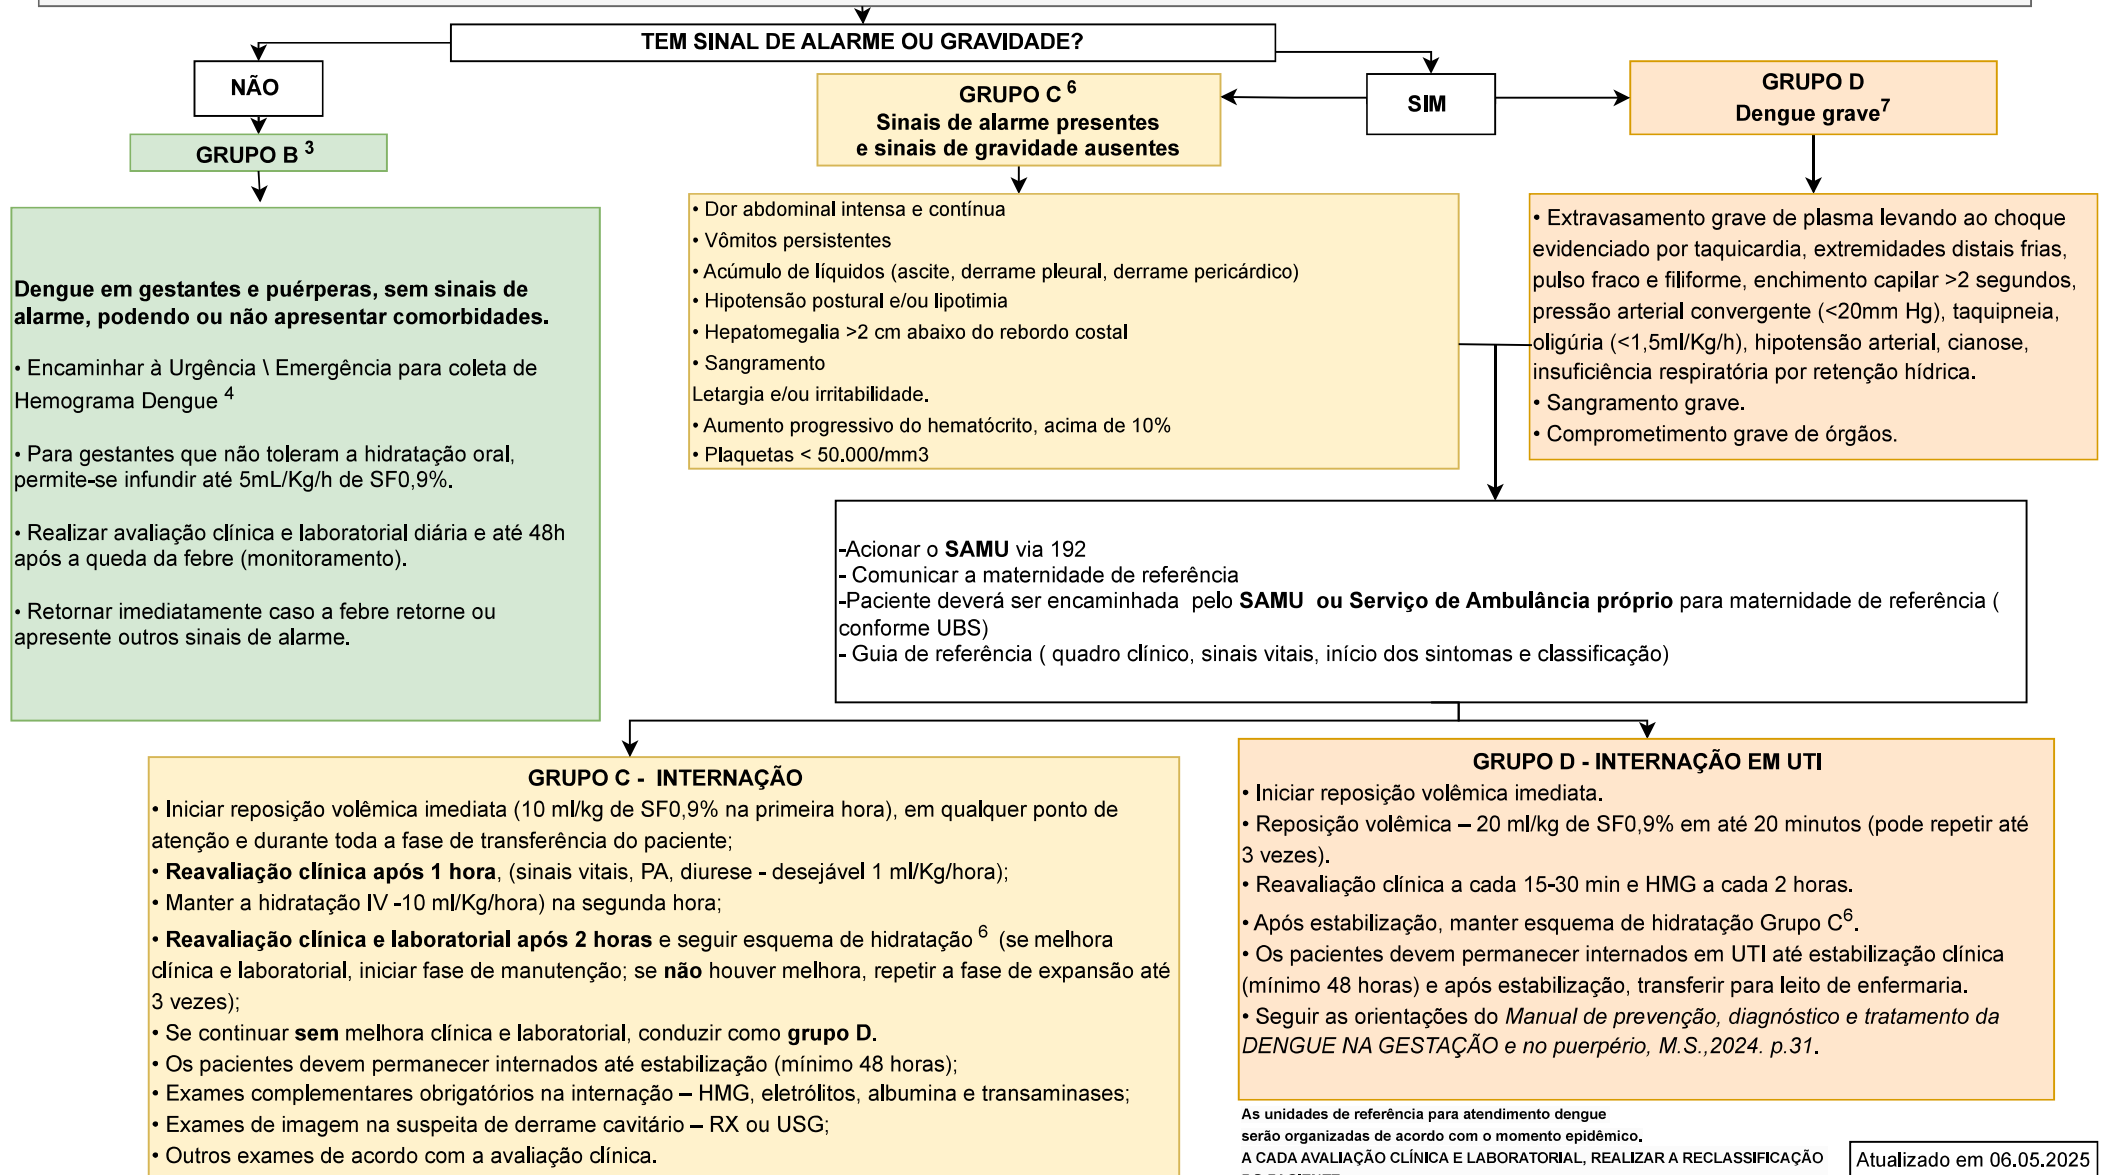 TEM SINAL DE ALARME OU GRAVIDADE?
NÃO
SIM
GRUPO B 3
GRUPO C 6
Sinais de alarme presentes
e sinais de gravidade ausentes
GRUPO D
Dengue grave7
Dengue em gestantes e puérperas, sem sinais de
alarme, podendo ou não apresentar comorbidades.
• Encaminhar à Urgência \ Emergência para coleta de
Hemograma Dengue 4
• Para gestantes que não toleram a hidratação oral,
permite-se infundir até 5mL/Kg/h de SF0,9%.
• Realizar avaliação clínica e laboratorial diária e até 48h
após a queda da febre (monitoramento).
• Retornar imediatamente caso a febre retorne ou
apresente outros sinais de alarme.
• Dor abdominal intensa e contínua
• Vômitos persistentes
• Acúmulo de líquidos (ascite, derrame pleural, derrame pericárdico)
• Hipotensão postural e/ou lipotimia
• Hepatomegalia >2 cm abaixo do rebordo costal
• Sangramento
Letargia e/ou irritabilidade.
• Aumento progressivo do hematócrito, acima de 10%
• Plaquetas < 50.000/mm3
• Extravasamento grave de plasma levando ao choque
evidenciado por taquicardia, extremidades distais frias,
pulso fraco e filiforme, enchimento capilar >2 segundos,
pressão arterial convergente (<20mm Hg), taquipneia,
oligúria (<1,5ml/Kg/h), hipotensão arterial, cianose,
insuficiência respiratória por retenção hídrica.
• Sangramento grave.
• Comprometimento grave de órgãos.
-Acionar o SAMU via 192
- Comunicar a maternidade de referência
-Paciente deverá ser encaminhada pelo SAMU ou Serviço de Ambulância próprio para maternidade de referência (
conforme UBS)
- Guia de referência ( quadro clínico, sinais vitais, início dos sintomas e classificação)
GRUPO C - INTERNAÇÃO
• Iniciar reposição volêmica imediata (10 ml/kg de SF0,9% na primeira hora), em qualquer ponto de
atenção e durante toda a fase de transferência do paciente;
• Reavaliação clínica após 1 hora, (sinais vitais, PA, diurese - desejável 1 ml/Kg/hora);
• Manter a hidratação IV -10 ml/Kg/hora) na segunda hora;
• Reavaliação clínica e laboratorial após 2 horas e seguir esquema de hidratação 6 (se melhora
clínica e laboratorial, iniciar fase de manutenção; se não houver melhora, repetir a fase de expansão até
3 vezes);
• Se continuar sem melhora clínica e laboratorial, conduzir como grupo D.
• Os pacientes devem permanecer internados até estabilização (mínimo 48 horas);
• Exames complementares obrigatórios na internação – HMG, eletrólitos, albumina e transaminases;
• Exames de imagem na suspeita de derrame cavitário – RX ou USG;
• Outros exames de acordo com a avaliação clínica.
GRUPO D - INTERNAÇÃO EM UTI
• Iniciar reposição volêmica imediata.
• Reposição volêmica – 20 ml/kg de SF0,9% em até 20 minutos (pode repetir até
3 vezes).
• Reavaliação clínica a cada 15-30 min e HMG a cada 2 horas.
• Após estabilização, manter esquema de hidratação Grupo C6.
• Os pacientes devem permanecer internados em UTI até estabilização clínica
(mínimo 48 horas) e após estabilização, transferir para leito de enfermaria.
• Seguir as orientações do Manual de prevenção, diagnóstico e tratamento da
DENGUE NA GESTAÇÃO e no puerpério, M.S.,2024. p.31.
As unidades de referência para atendimento dengue
serão organizadas de acordo com o momento epidêmico.
A CADA AVALIAÇÃO CLÍNICA E LABORATORIAL, REALIZAR A RECLASSIFICAÇÃO
Atualizado em 06.05.2025